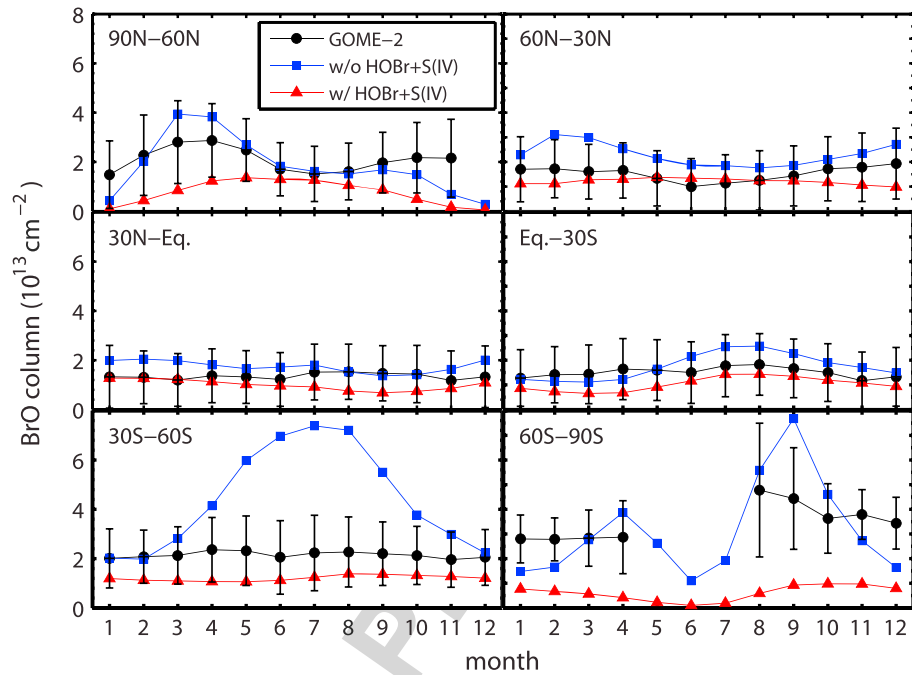 8
6
4
2
0
90N−60N
GOME−2
w/o HOBr+S(IV)
w/ HOBr+S(IV)
60N−30N
6
4
2
0
30N−Eq.
Eq.−30S
6
4
2
0
30S−60S
60S−90S
BrO column (10¹³ cm⁻²)
1 2 3 4 5 6 7 8 9 10 11 12
1 2 3 4 5 6 7 8 9 10 11 12
month
P